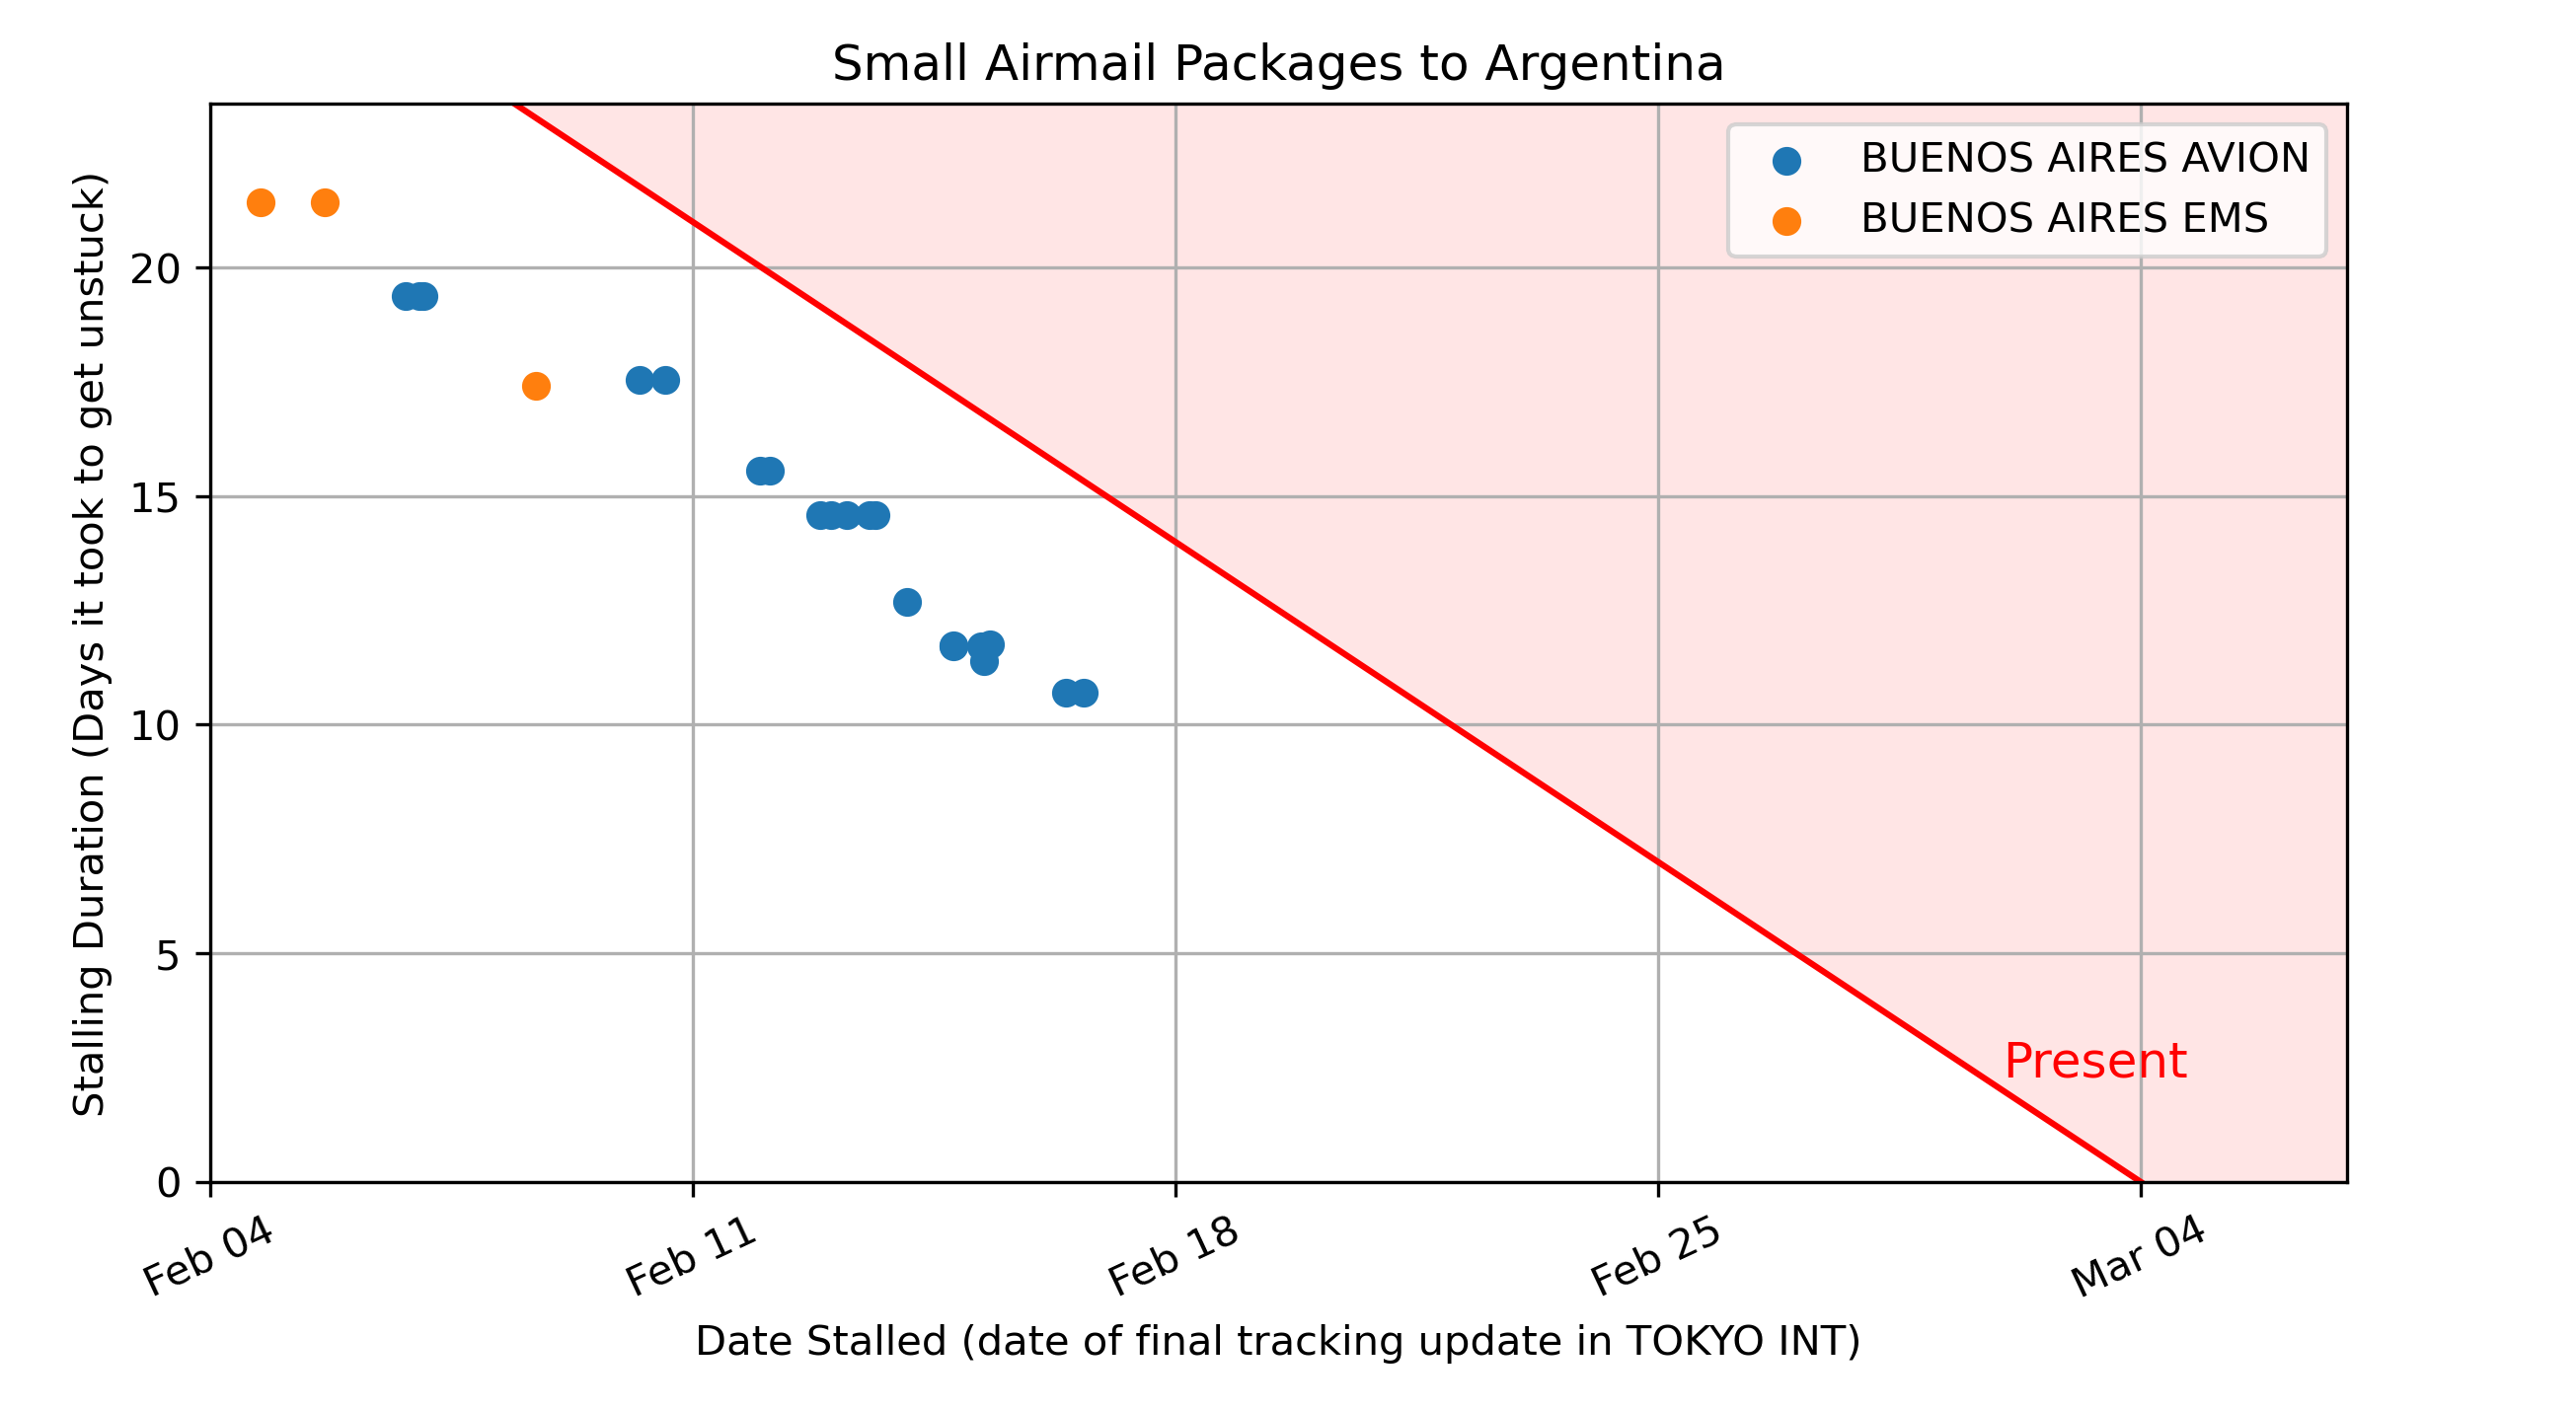 Small Airmail Packages to Argentina
BUENOS AIRES AVION
BUENOS AIRES EMS
Stalling Duration (Days it took to get unstuck)
20
15
10
5
0
Present
Feb 04
Feb 11
Feb 18
Feb 25
Mar 04
Date Stalled (date of final tracking update in TOKYO INT)